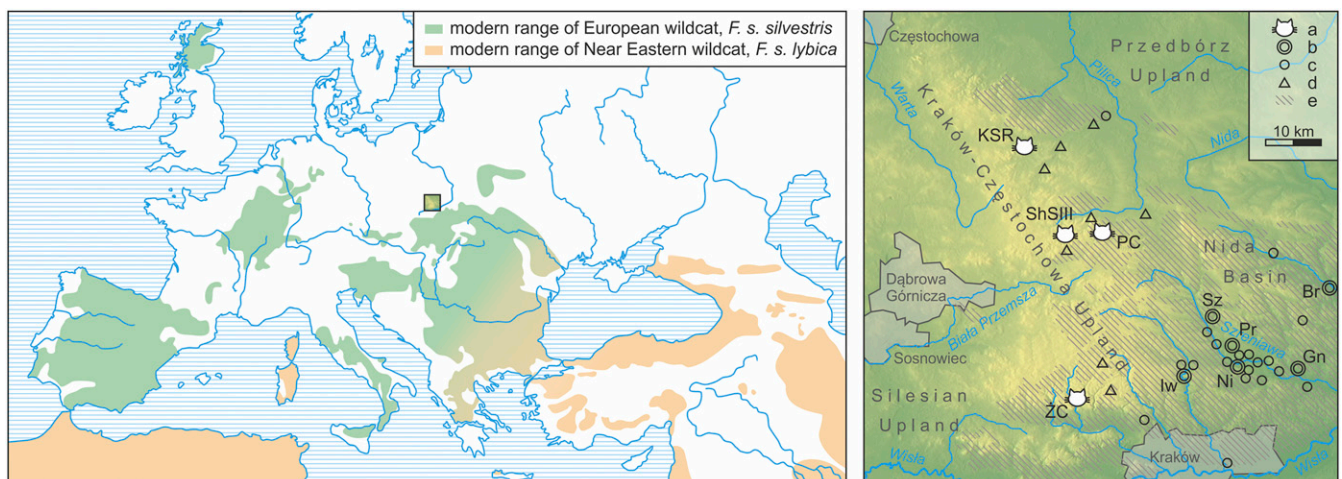 modern range of European wildcat, F. s. silvestris
modern range of Near Eastern wildcat, F. s. lybica
Częstochowa
Przedbórz
Upland
Pilica
Warta
a
b
c
d
e
10 km
Kraków-Częstochowa Upland
KSR
Nida
ShSIII
PC
Nida
Basin
Dąbrowa
Górnicza
Biała Przemsza
Sosnowiec
Sz
Szreniawa
Br
Pr
Gn
Ni
Iw
Silesian
Upland
ŻC
Kraków
Wisła
Wisła